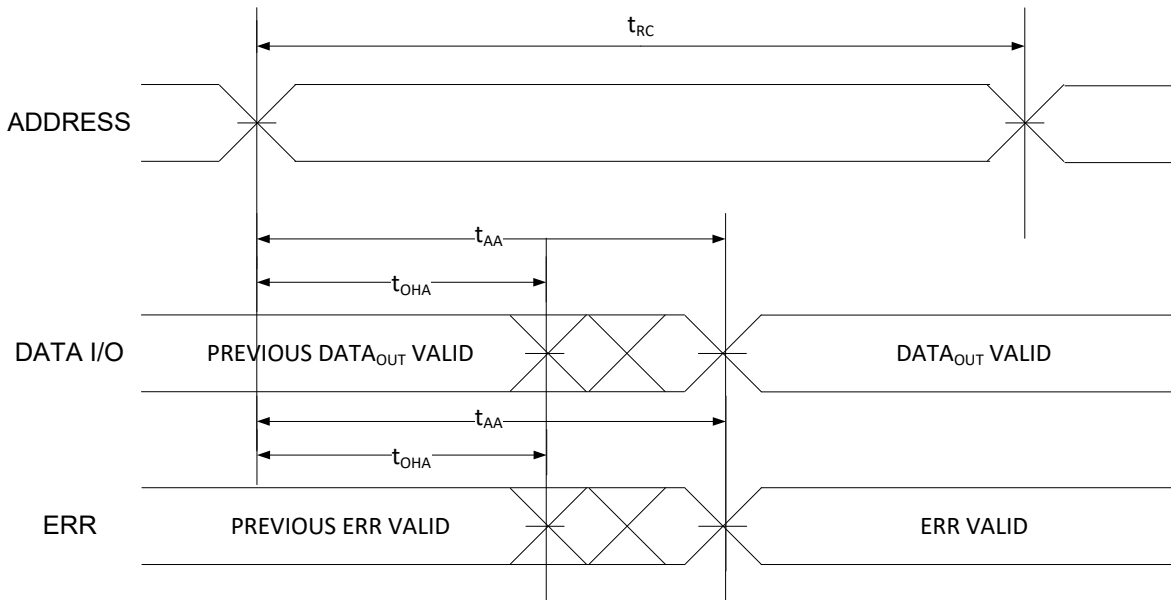 tRC
ADDRESS
tAA
tOHA
DATA I/O
PREVIOUS DATAOUT VALID
DATAOUT VALID
tAA
tOHA
ERR
PREVIOUS ERR VALID
ERR VALID